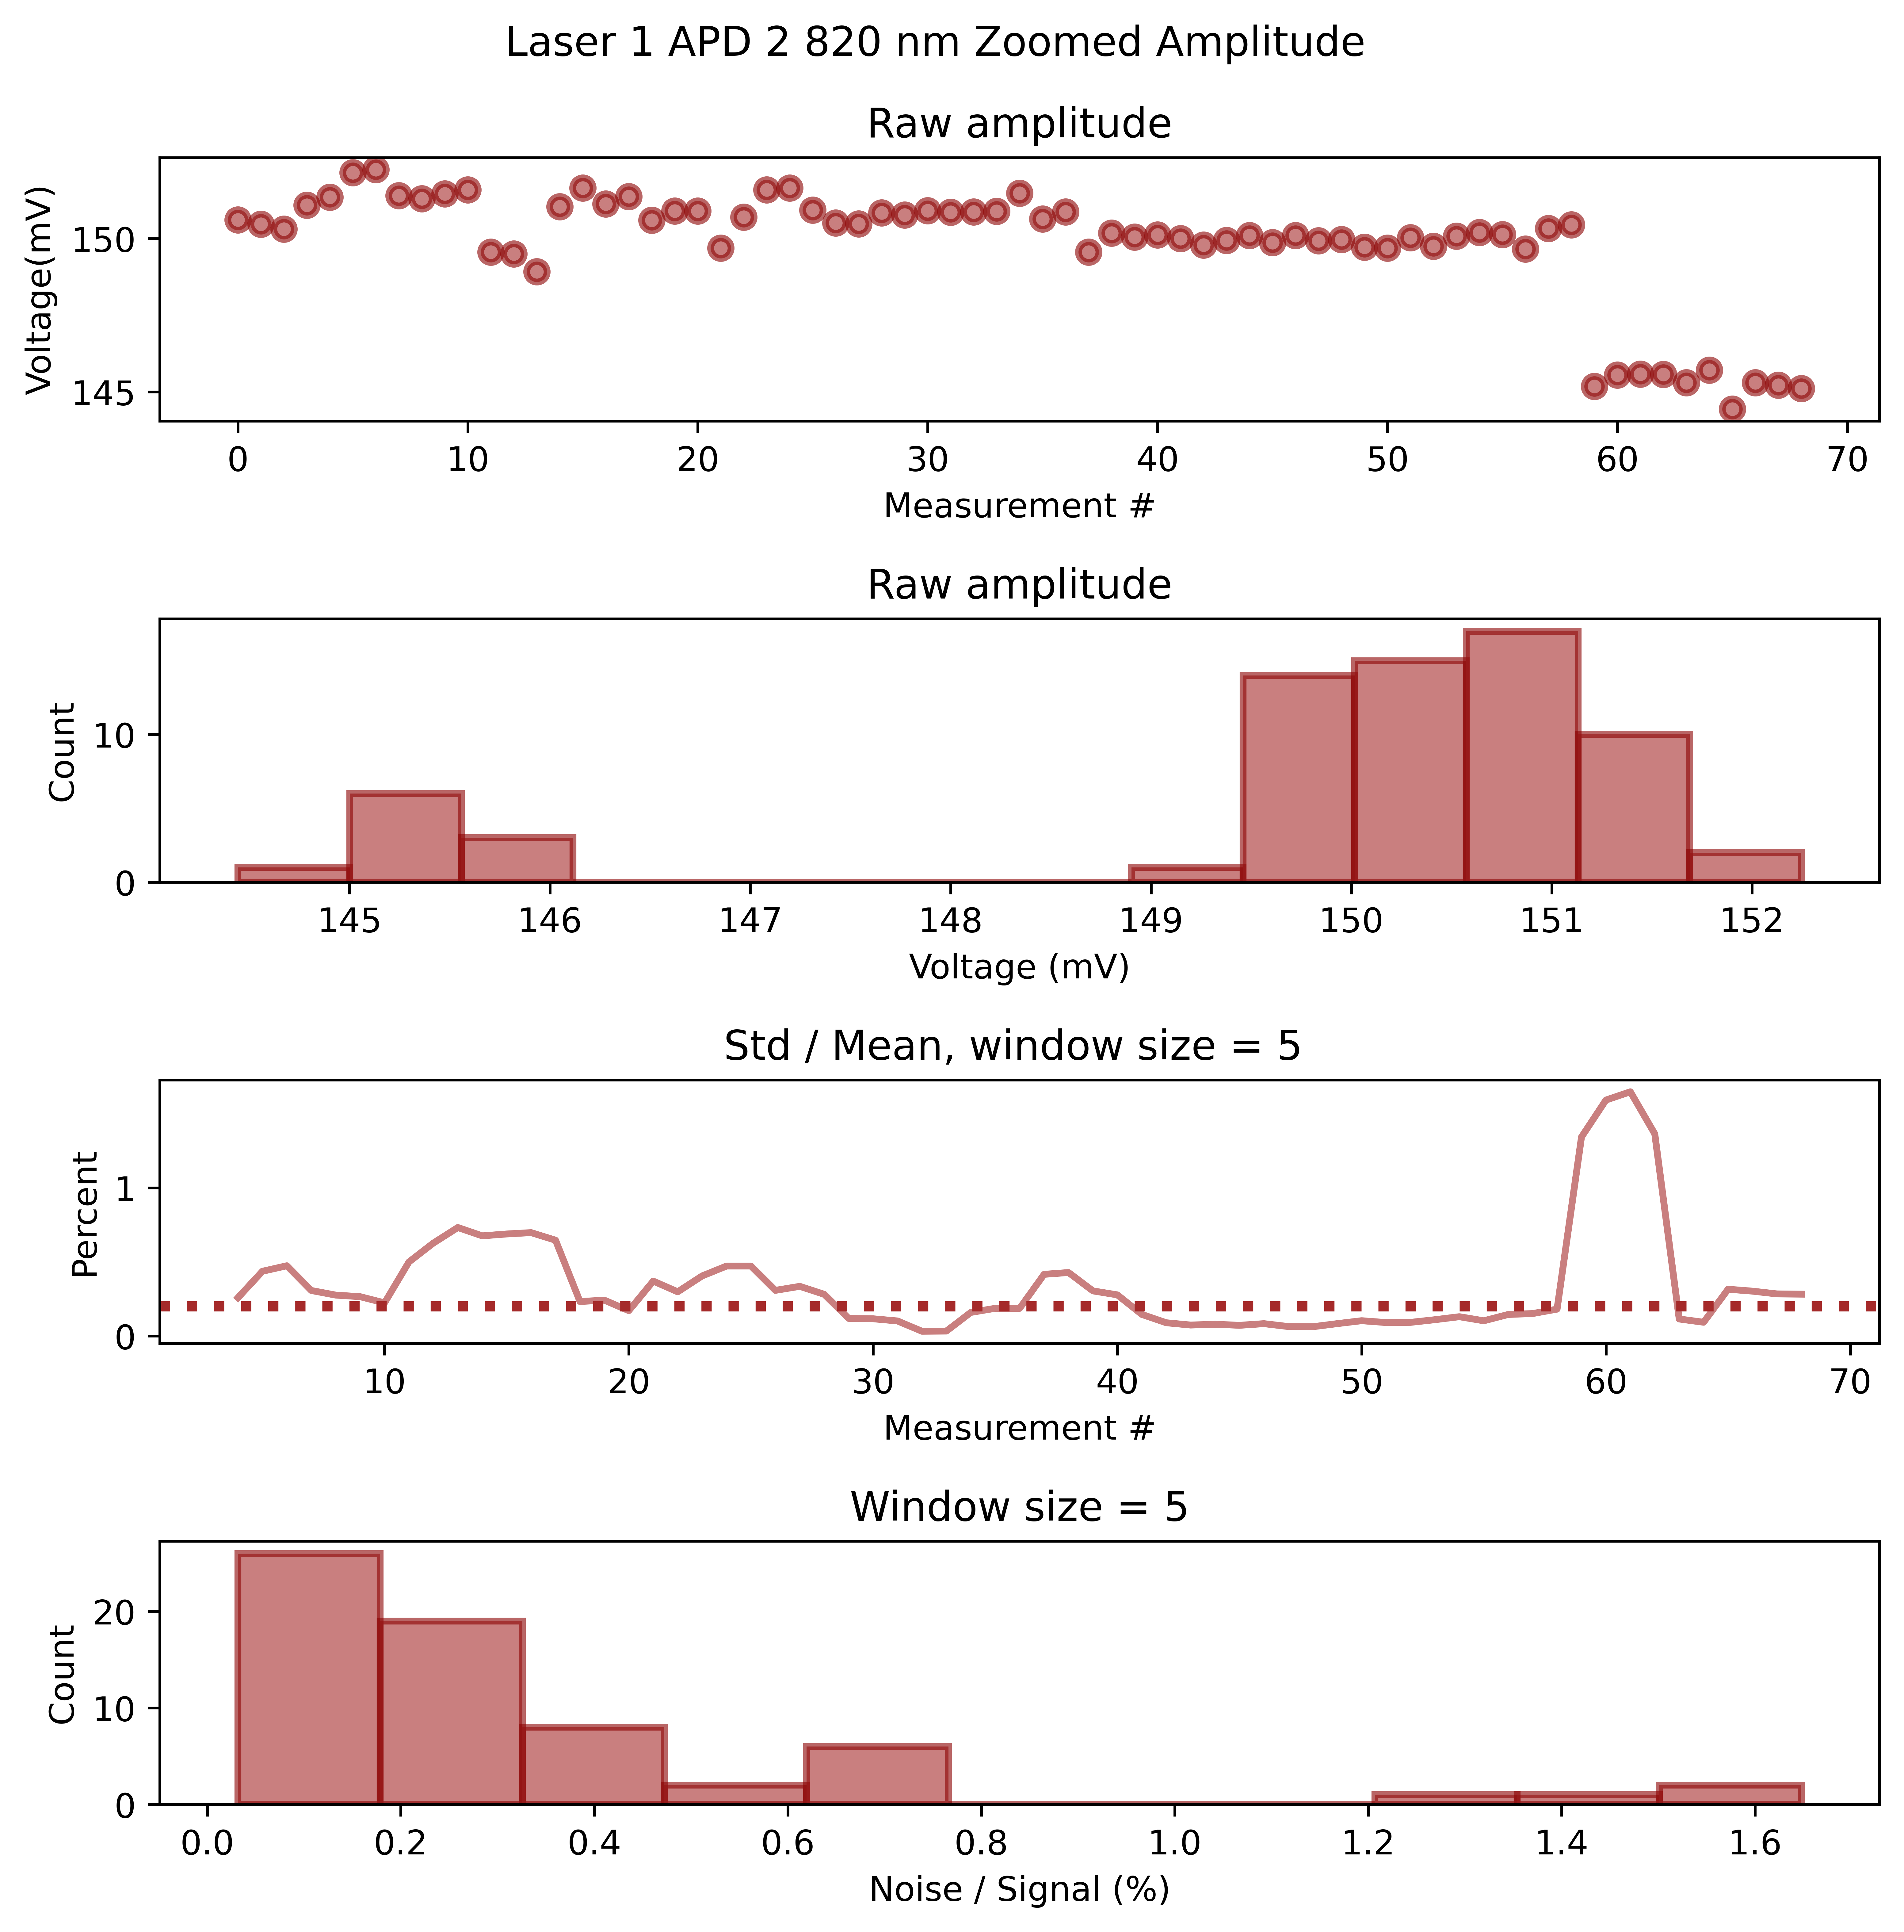 Laser 1 APD 2 820 nm Zoomed Amplitude
Raw amplitude
Voltage(mV)
150
145
0 10 20 30 40 50 60 70
Measurement #
Raw amplitude
Count
10
0
145 146 147 148 149 150 151 152
Voltage (mV)
Std / Mean, window size = 5
Percent
1
0
10 20 30 40 50 60 70
Measurement #
Window size = 5
Count
20
10
0
0.0 0.2 0.4 0.6 0.8 1.0 1.2 1.4 1.6
Noise / Signal (%)